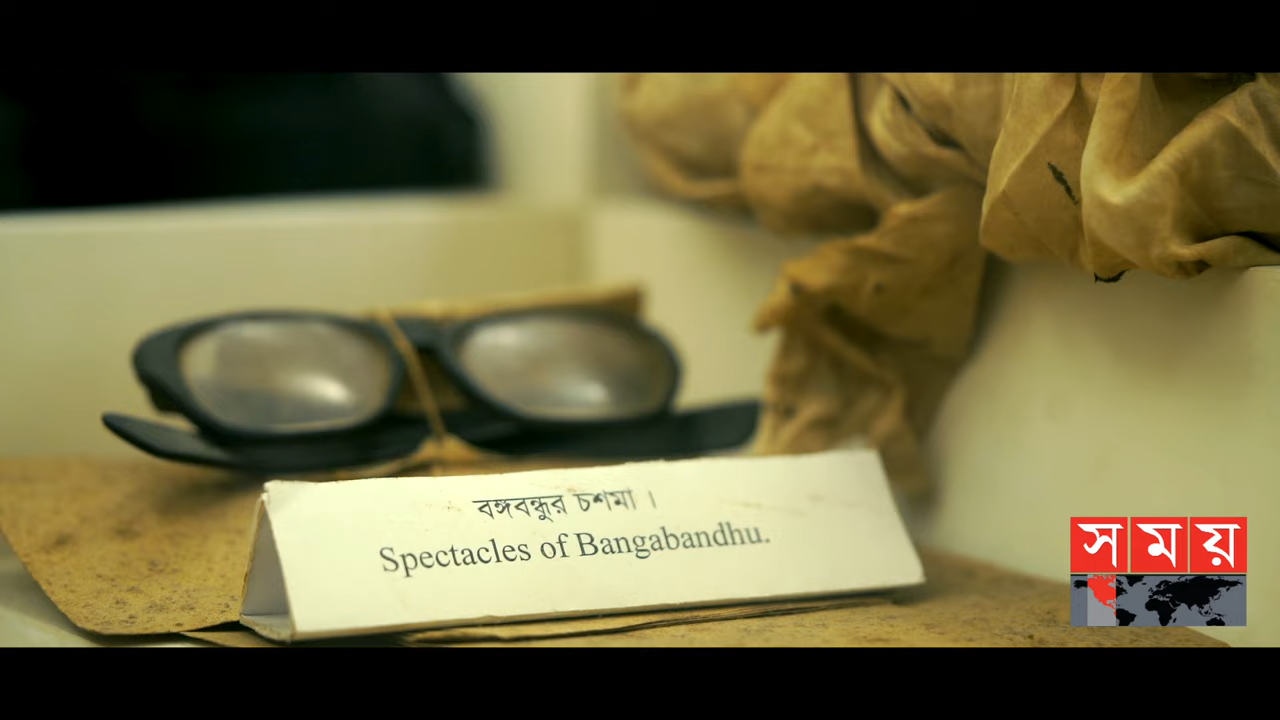 বঙ্গবন্ধুর চশমা ।
Spectacles of Bangabandhu.
সময়